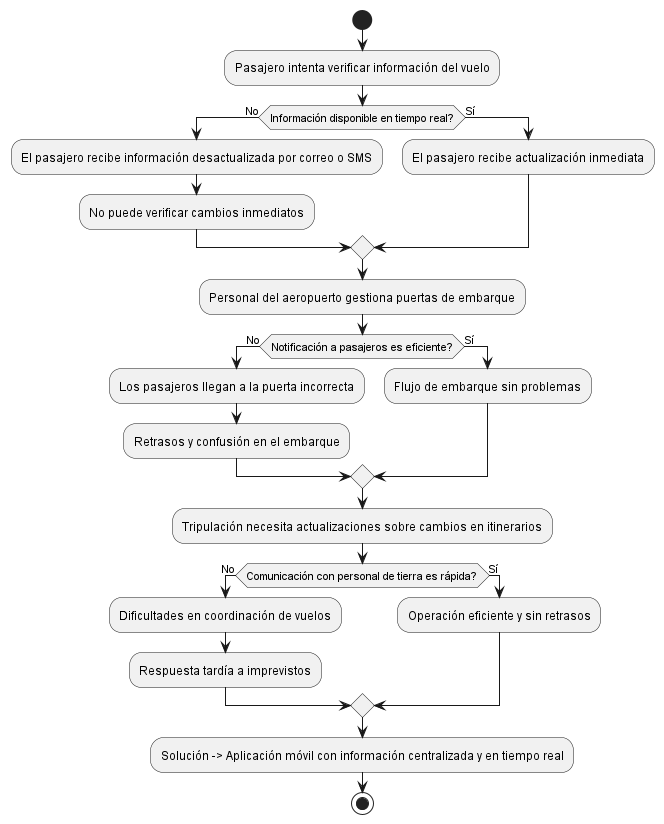 Pasajero intenta verificar información del vuelo
No
Información disponible en tiempo real?
Sí
El pasajero recibe información desactualizada por correo o SMS
El pasajero recibe actualización inmediata
No puede verificar cambios inmediatos
Personal del aeropuerto gestiona puertas de embarque
No
Notificación a pasajeros es eficiente?
Sí
Los pasajeros llegan a la puerta incorrecta
Flujo de embarque sin problemas
Retrasos y confusión en el embarque
Tripulación necesita actualizaciones sobre cambios en itinerarios
No
Comunicación con personal de tierra es rápida?
Sí
Dificultades en coordinación de vuelos
Operación eficiente y sin retrasos
Respuesta tardía a imprevistos
Solución -> Aplicación móvil con información centralizada y en tiempo real